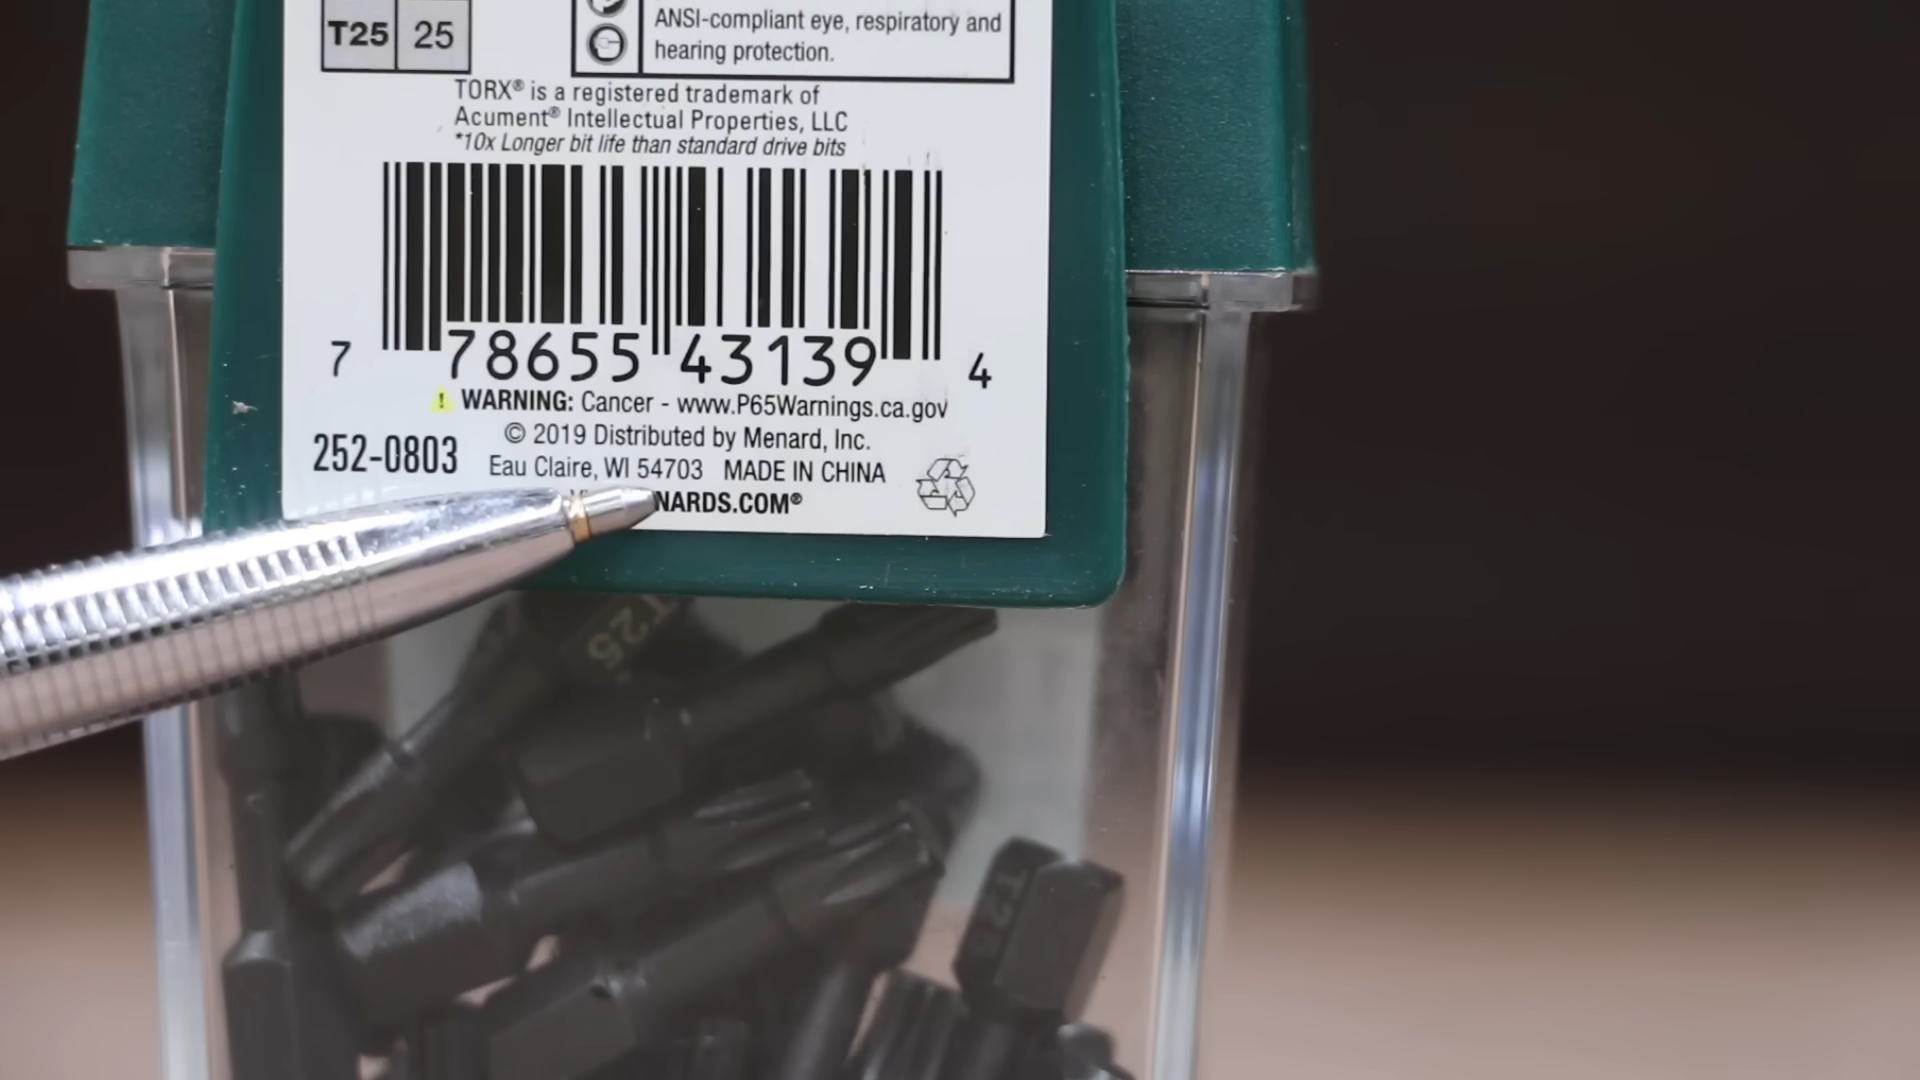 ANSI-compliant eye, respiratory and
hearing protection.
T25 25
TORX® is a registered trademark of
Acument® Intellectual Properties, LLC
*10x Longer bit life than standard drive bits
7 78655 43139 4
! WARNING: Cancer - www.P65Warnings.ca.gov
252-0803
© 2019 Distributed by Menard, Inc.
Eau Claire, WI 54703 MADE IN CHINA
NARDS.COM®
T25
T25